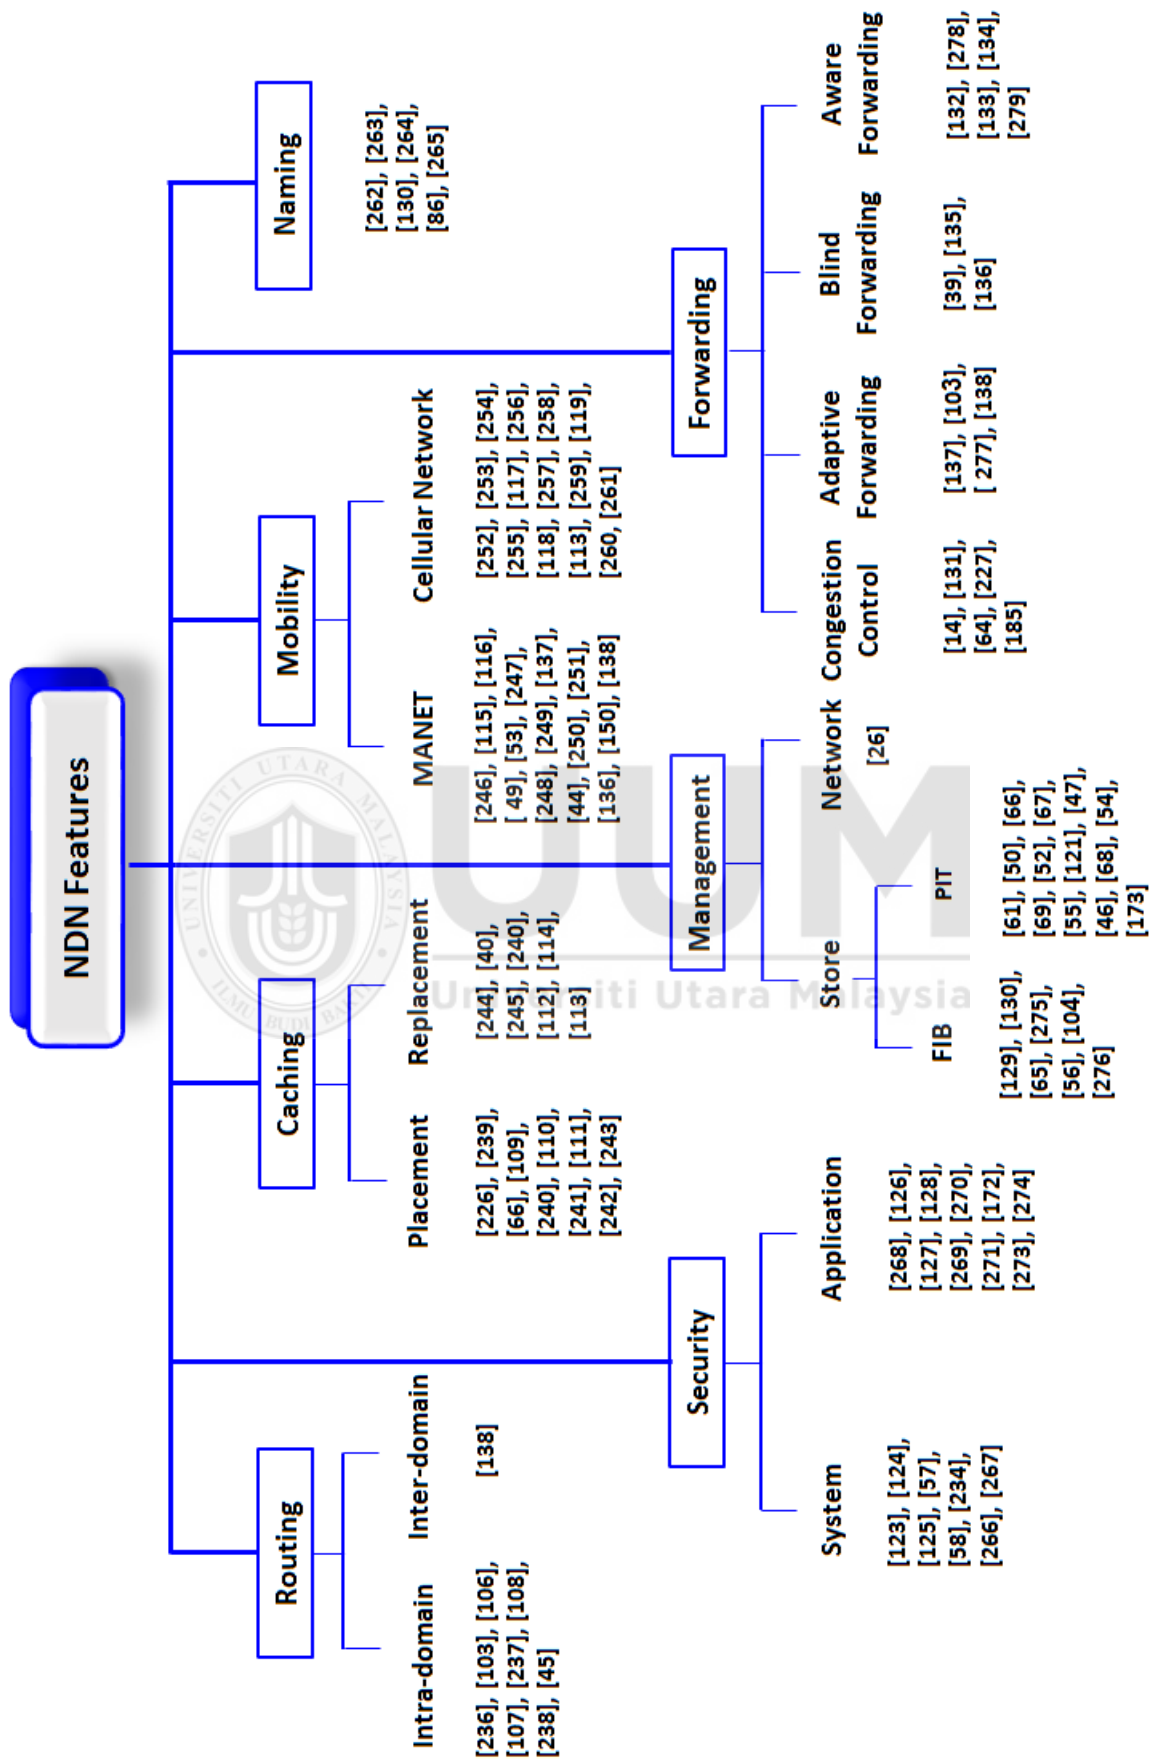 NDN Features
Routing
Caching
Mobility
Naming
Intra-domain
[236], [103], [106],
[107], [237], [108],
[238], [45]
Inter-domain
[138]
Placement
[226], [239],
[66], [109],
[240], [110],
[241], [111],
[242], [243]
Replacement
[244], [40],
[245], [240],
[112], [114],
[113]
MANET
[246], [115], [116],
[ 49], [53], [247],
[248], [249], [137],
[44], [250], [251],
[136], [150], [138]
Cellular Network
[252], [253], [254],
[255], [117], [256],
[118], [257], [258],
[113], [259], [119],
[260, [261]
[262], [263],
[130], [264],
[86], [265]
Security
Management
Forwarding
System
[123], [124],
[125], [57],
[58], [234],
[266], [267]
Application
[268], [126],
[127], [128],
[269], [270],
[271], [172],
[273], [274]
Store
FIB
[129], [130],
[65], [275],
[56], [104],
[276]
PIT
[61], [50], [66],
[69], [52], [67],
[55], [121], [47],
[46], [68], [54],
[173]
Network
[26]
Congestion
Control
[14], [131],
[64], [227],
[185]
Adaptive
Forwarding
[137], [103],
[ 277], [138]
Blind
Forwarding
[39], [135],
[136]
Aware
Forwarding
[132], [278],
[133], [134],
[279]
UNIVERSITI UTARA MALAYSIA
ILMU BUDI BAKTI
UUM
Universiti Utara Malaysia